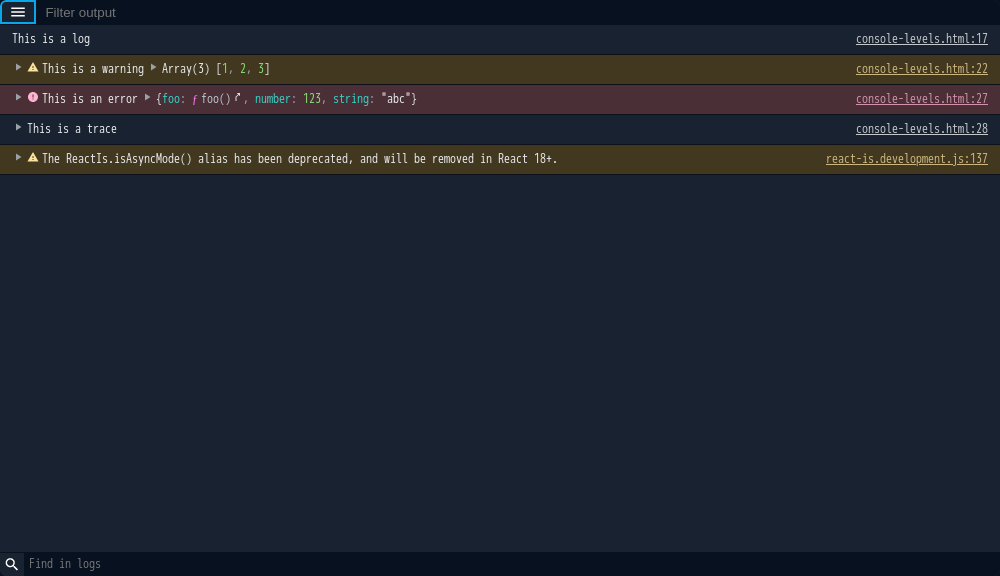 Filter output
This is a log console-levels.html:17
This is a warning Array(3) [1, 2, 3] console-levels.html:22
This is an error {foo: ƒ foo(), number: 123, string: "abc"} console-levels.html:27
This is a trace console-levels.html:28
The ReactIs.isAsyncMode() alias has been deprecated, and will be removed in React 18+. react-is.development.js:137
Find in logs